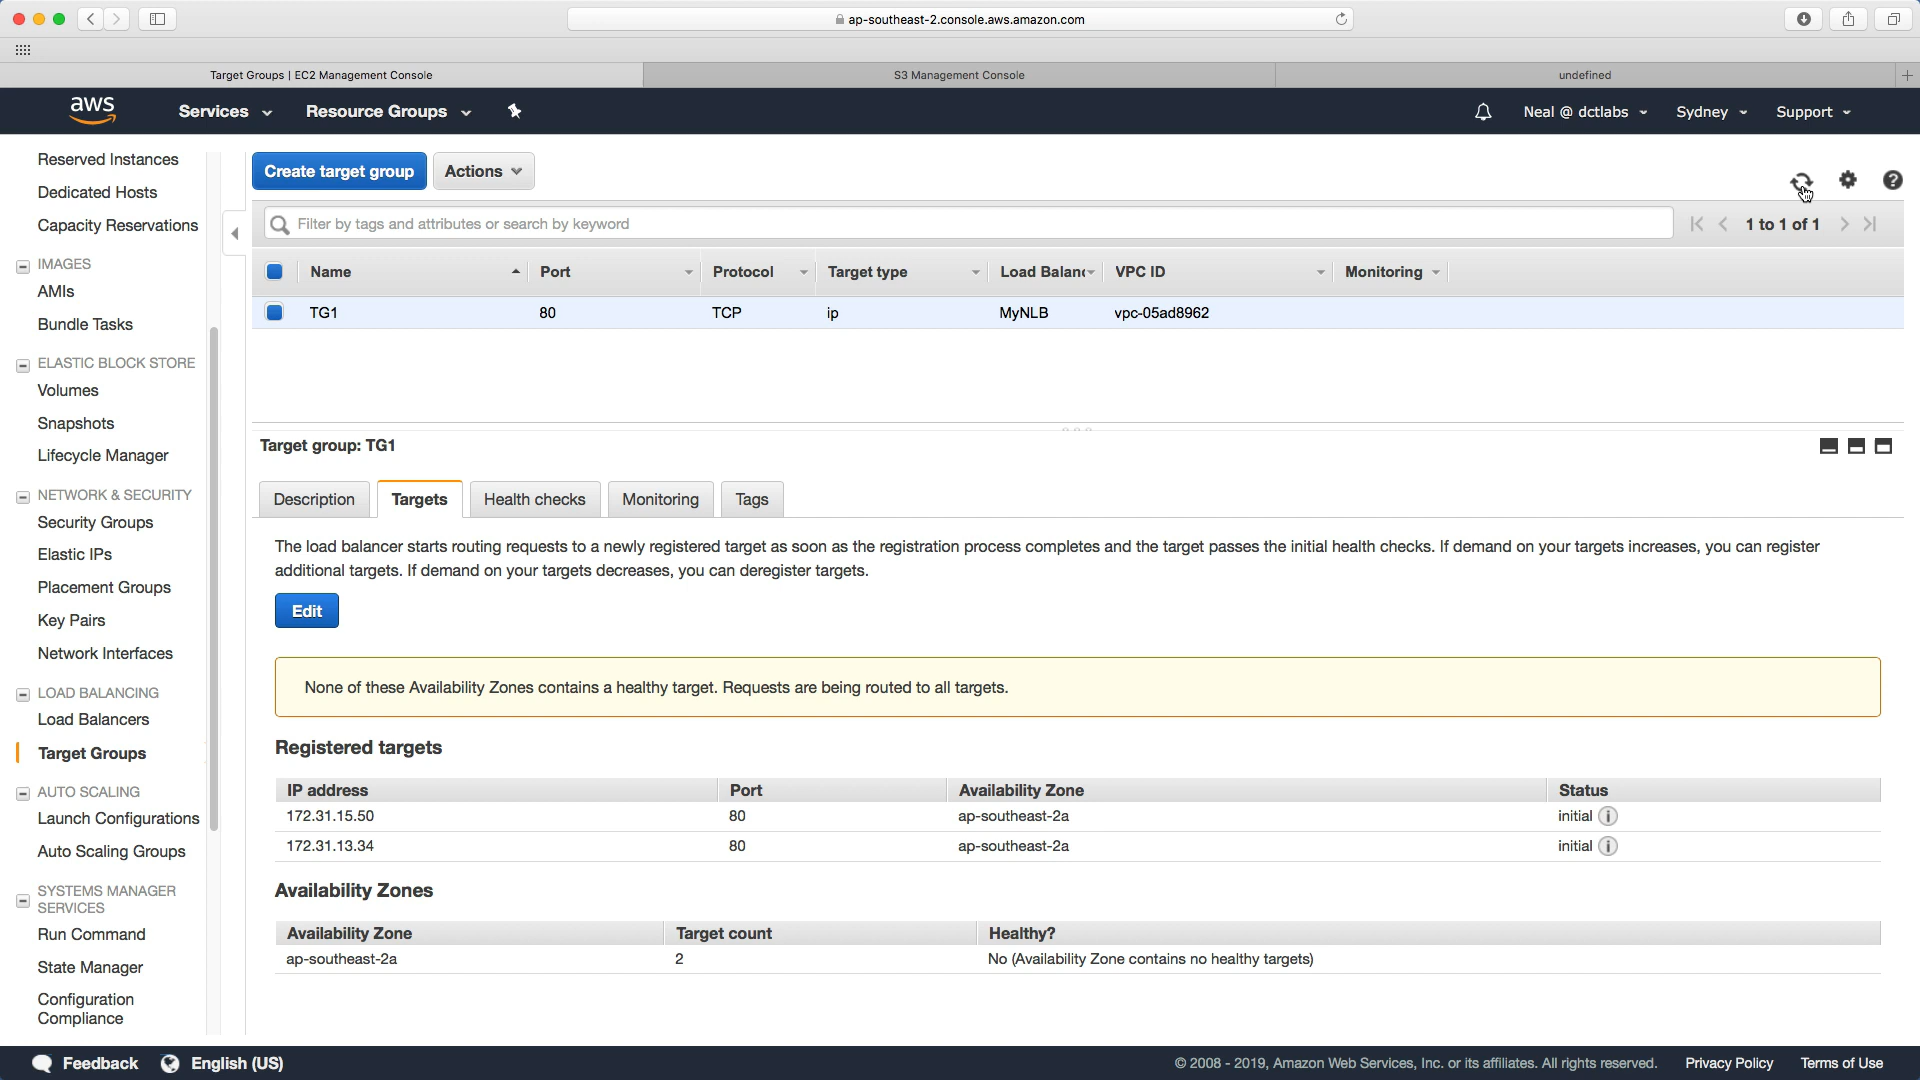 ap-southeast-2.console.aws.amazon.com
Target Groups | EC2 Management Console
S3 Management Console
undefined
aws
Services
Resource Groups
Neal @ dctlabs
Sydney
Support
Reserved Instances
Dedicated Hosts
Capacity Reservations
IMAGES
AMIs
Bundle Tasks
ELASTIC BLOCK STORE
Volumes
Snapshots
Lifecycle Manager
NETWORK & SECURITY
Security Groups
Elastic IPs
Placement Groups
Key Pairs
Network Interfaces
LOAD BALANCING
Load Balancers
Target Groups
AUTO SCALING
Launch Configurations
Auto Scaling Groups
SYSTEMS MANAGER
SERVICES
Run Command
State Manager
Configuration
Compliance
Create target group
Actions
Filter by tags and attributes or search by keyword
1 to 1 of 1
Name Port Protocol Target type Load Balanc VPC ID Monitoring
TG1 80 TCP ip MyNLB vpc-05ad8962
Target group: TG1
Description
Targets
Health checks
Monitoring
Tags
The load balancer starts routing requests to a newly registered target as soon as the registration process completes and the target passes the initial health checks. If demand on your targets increases, you can register
additional targets. If demand on your targets decreases, you can deregister targets.
Edit
None of these Availability Zones contains a healthy target. Requests are being routed to all targets.
Registered targets
IP address Port Availability Zone Status
172.31.15.50 80 ap-southeast-2a initial
172.31.13.34 80 ap-southeast-2a initial
Availability Zones
Availability Zone Target count Healthy?
ap-southeast-2a 2 No (Availability Zone contains no healthy targets)
Feedback
English (US)
© 2008 - 2019, Amazon Web Services, Inc. or its affiliates. All rights reserved.
Privacy Policy
Terms of Use